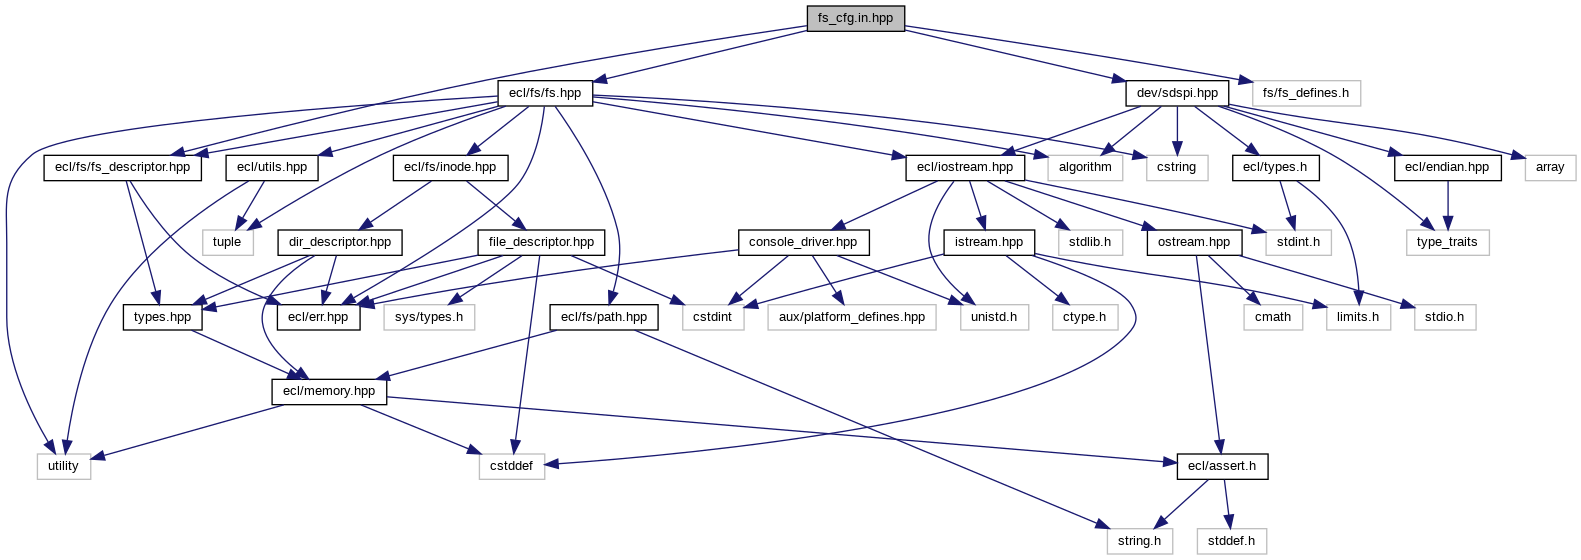 fs_cfg.in.hpp
ecl/fs/fs.hpp
dev/sdspi.hpp
fs/fs_defines.h
ecl/fs/fs_descriptor.hpp
ecl/utils.hpp
ecl/fs/inode.hpp
ecl/iostream.hpp
algorithm
cstring
ecl/types.h
ecl/endian.hpp
array
tuple
dir_descriptor.hpp
file_descriptor.hpp
console_driver.hpp
istream.hpp
stdlib.h
ostream.hpp
stdint.h
type_traits
types.hpp
ecl/err.hpp
sys/types.h
ecl/fs/path.hpp
cstdint
aux/platform_defines.hpp
unistd.h
ctype.h
cmath
limits.h
stdio.h
ecl/memory.hpp
utility
cstddef
ecl/assert.h
string.h
stddef.h